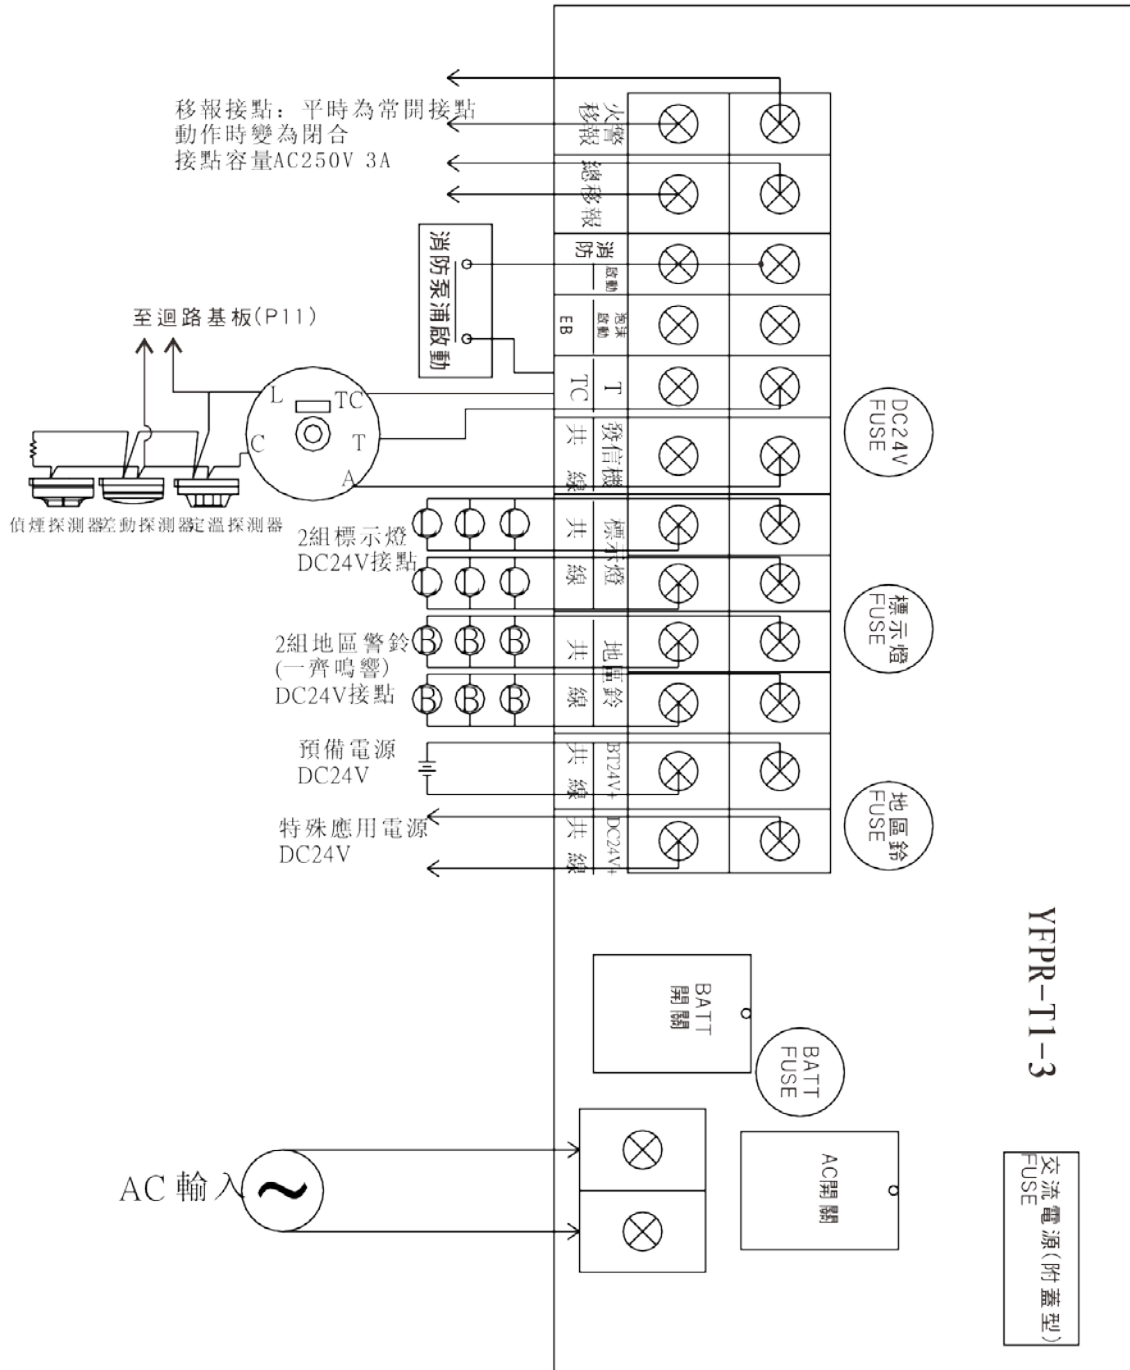 移報接點：平時為常開接點
動作時變為閉合
接點容量AC250V 3A
火警
移報
總移報
消防
啟動
消防泵浦啟動
泡沫
啟動
EB
至迴路基板(P11)
L
TC
C
T
A
T
TC
發信機
共線
DC24V
FUSE
偵煙探測器
差動探測器
定溫探測器
2組標示燈
DC24V接點
L L L
L L L
標示燈
共線
標示燈
FUSE
2組地區警鈴
(一齊鳴響)
DC24V接點
B B B
B B B
地區鈴
共線
預備電源
DC24V
BT24V+
共線
地區鈴
FUSE
特殊應用電源
DC24V
DC24V+
共線
YFPR-T1-3
BATT
開關
BATT
FUSE
AC輸入
AC開關
交流電源(附蓋型)
FUSE